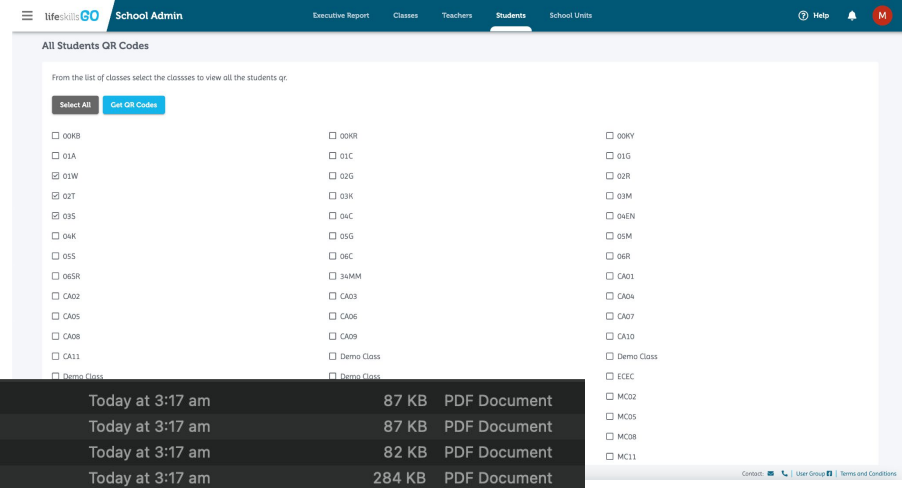 lifeskills GO School Admin Executive Report Classes Teachers Students School Units Help M
All Students QR Codes
From the list of classes select the classses to view all the students qr.
Select All Get QR Codes
00KB 00KR 00KY
01A 01C 01G
01W 02G 02R
02T 03K 03M
03S 04C 04EN
04K 05G 05M
05S 06C 06R
06SR 34MM CA01
CA02 CA03 CA04
CA05 CA06 CA07
CA08 CA09 CA10
CA11 Demo Class Demo Class
Demo Class Demo Class ECEC
MC02
MC05
MC08
MC11
Today at 3:17 am 87 KB PDF Document
Today at 3:17 am 87 KB PDF Document
Today at 3:17 am 82 KB PDF Document
Today at 3:17 am 284 KB PDF Document
Contact: | User Group | Terms and Conditions